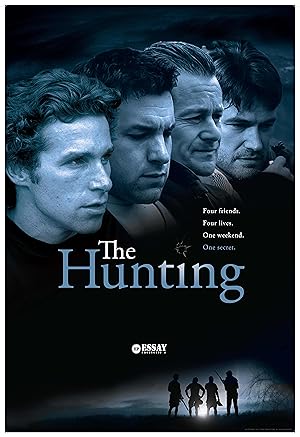 Four friends.
Four lives.
One weekend.
One secret.
The
Hunting
ESSAY